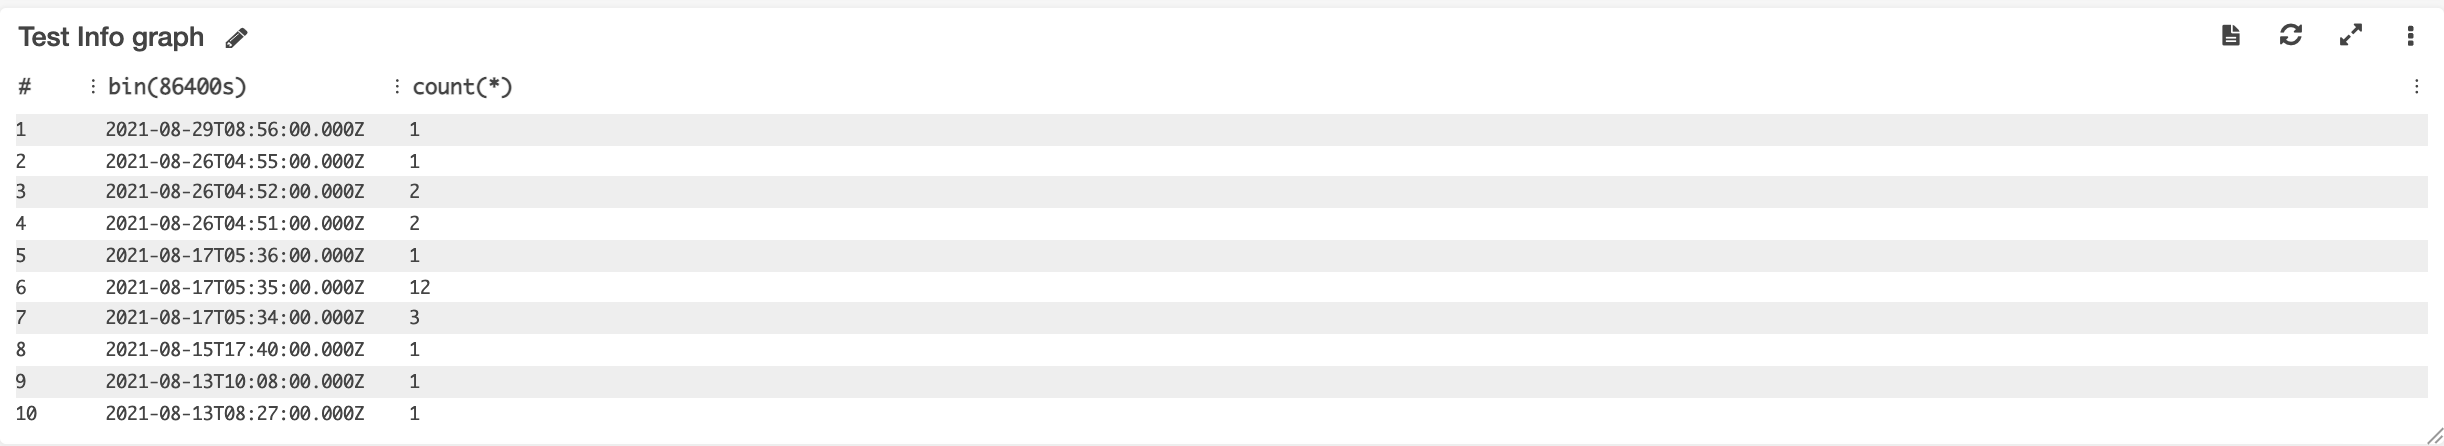 Test Info graph
# bin(86400s) count(*)
1 2021-08-29T08:56:00.000Z 1
2 2021-08-26T04:55:00.000Z 1
3 2021-08-26T04:52:00.000Z 2
4 2021-08-26T04:51:00.000Z 2
5 2021-08-17T05:36:00.000Z 1
6 2021-08-17T05:35:00.000Z 12
7 2021-08-17T05:34:00.000Z 3
8 2021-08-15T17:40:00.000Z 1
9 2021-08-13T10:08:00.000Z 1
10 2021-08-13T08:27:00.000Z 1